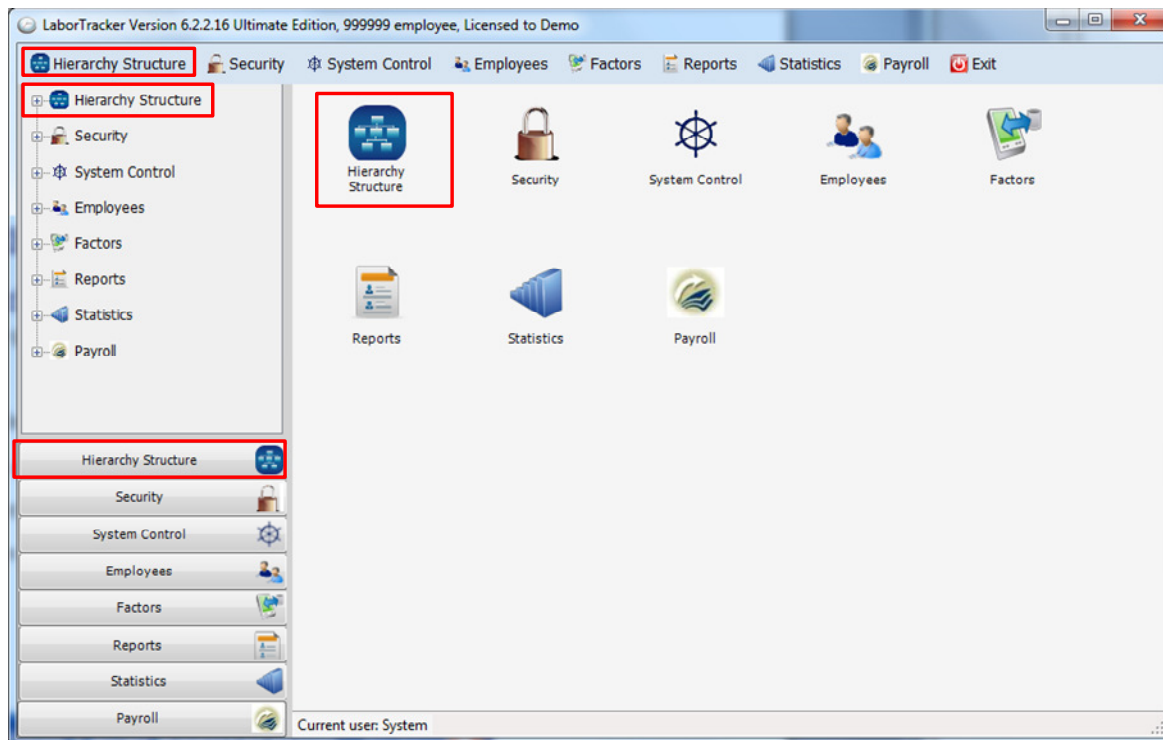 LaborTracker Version 6.2.2.16 Ultimate Edition, 999999 employee, Licensed to Demo
Hierarchy Structure Security System Control Employees Factors Reports Statistics Payroll Exit
Hierarchy Structure
Security
System Control
Employees
Factors
Reports
Statistics
Payroll
Hierarchy
Structure
Security
System Control
Employees
Factors
Reports
Statistics
Payroll
Hierarchy Structure
Security
System Control
Employees
Factors
Reports
Statistics
Payroll
Current user: System